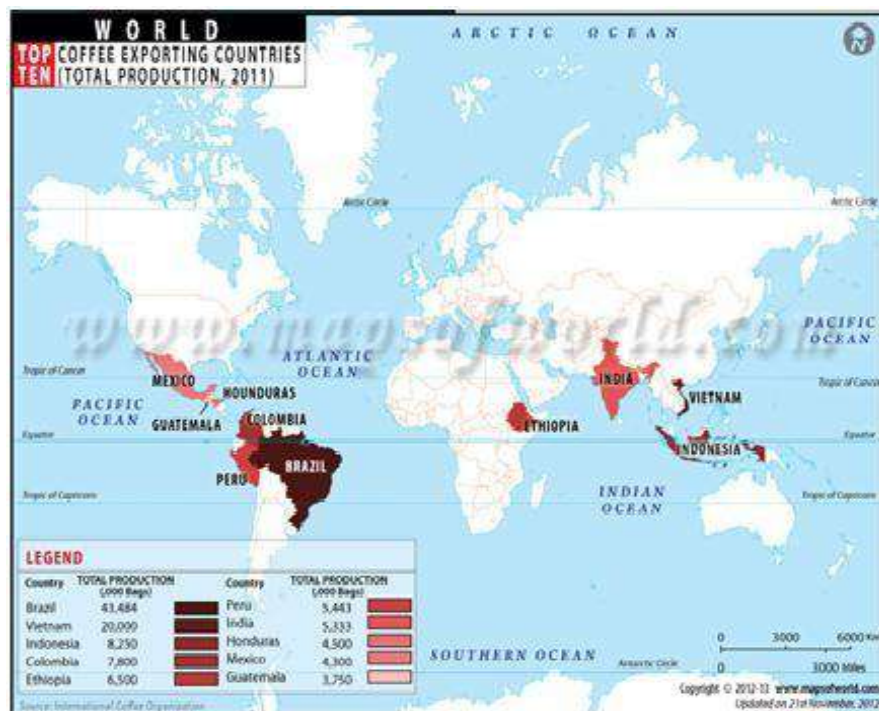 WORLD
TOP TEN
COFFEE EXPORTING COUNTRIES
(TOTAL PRODUCTION, 2011)
ARCTIC OCEAN
N
Arctic Circle
Arctic Circle
www.mapsofworld.com
PACIFIC OCEAN
ATLANTIC OCEAN
Tropic of Cancer
Tropic of Cancer
MEXICO
INDIA
HOUNDURAS
VIETNAM
PACIFIC OCEAN
GUATEMALA
COLOMBIA
ETHIOPIA
Equator
Equator
INDONESIA
BRAZIL
PERU
INDIAN OCEAN
Tropic of Capricorn
Tropic of Capricorn
LEGEND
Country TOTAL PRODUCTION (,000 Bags) Country TOTAL PRODUCTION (,000 Bags)
Brazil 43,484 Peru 5,443
Vietnam 20,000 India 5,333
Indonesia 8,250 Honduras 4,500
Colombia 7,800 Mexico 4,300
Ethiopia 6,500 Guatemala 3,750
0 3000 6000 Km
0 3000 Miles
SOUTHERN OCEAN
Antarctic Circle
Source: International Coffee Organization
Copyright © 2012-13 www.mapsofworld.com
Updated on 21st November, 2012